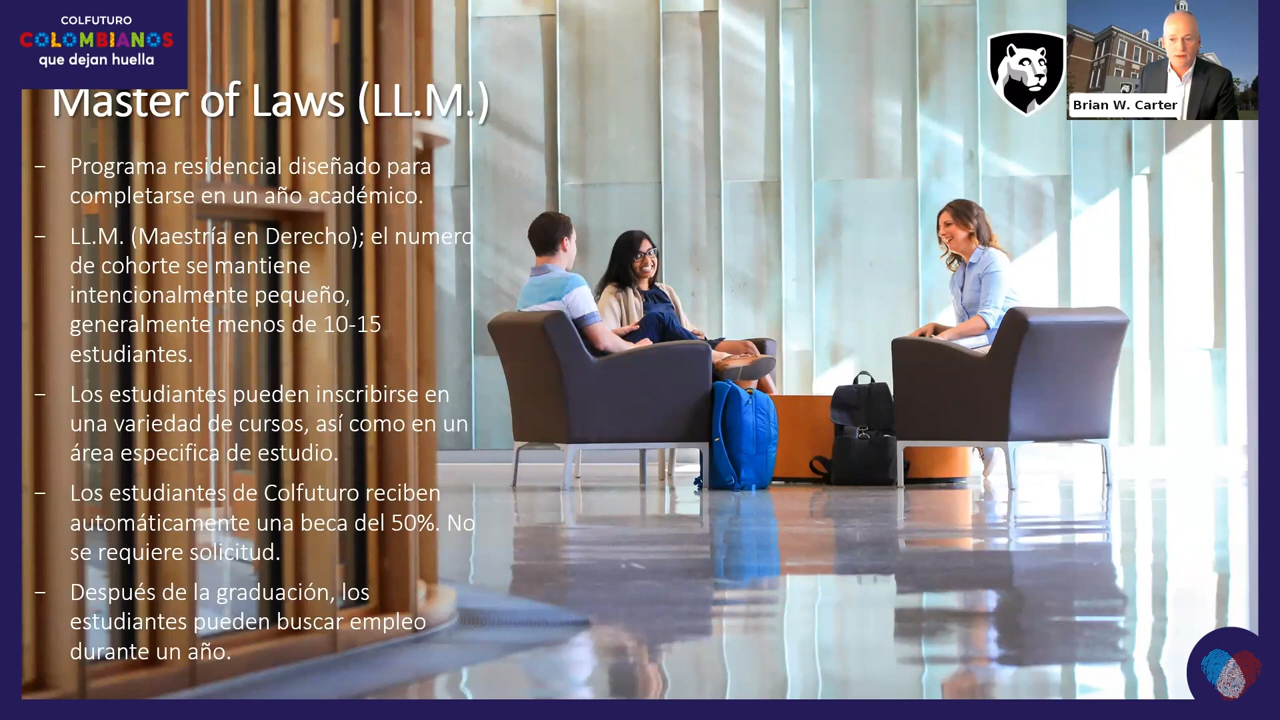 COLFUTURO
COLOMBIANOS
que dejan huella
Master of Laws (LL.M.)
Brian W. Carter
– Programa residencial diseñado para
completarse en un año académico.
– LL.M. (Maestría en Derecho); el numero
de cohorte se mantiene
intencionalmente pequeño,
generalmente menos de 10-15
estudiantes.
– Los estudiantes pueden inscribirse en
una variedad de cursos, así como en un
área especifica de estudio.
– Los estudiantes de Colfuturo reciben
automáticamente una beca del 50%. No
se requiere solicitud.
– Después de la graduación, los
estudiantes pueden buscar empleo
durante un año.